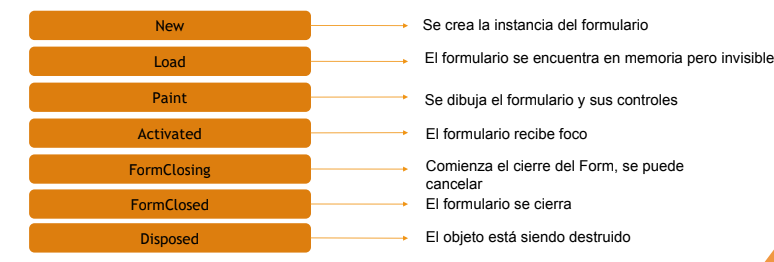 New
Se crea la instancia del formulario
Load
El formulario se encuentra en memoria pero invisible
Paint
Se dibuja el formulario y sus controles
Activated
El formulario recibe foco
FormClosing
Comienza el cierre del Form, se puede
cancelar
FormClosed
El formulario se cierra
Disposed
El objeto está siendo destruido